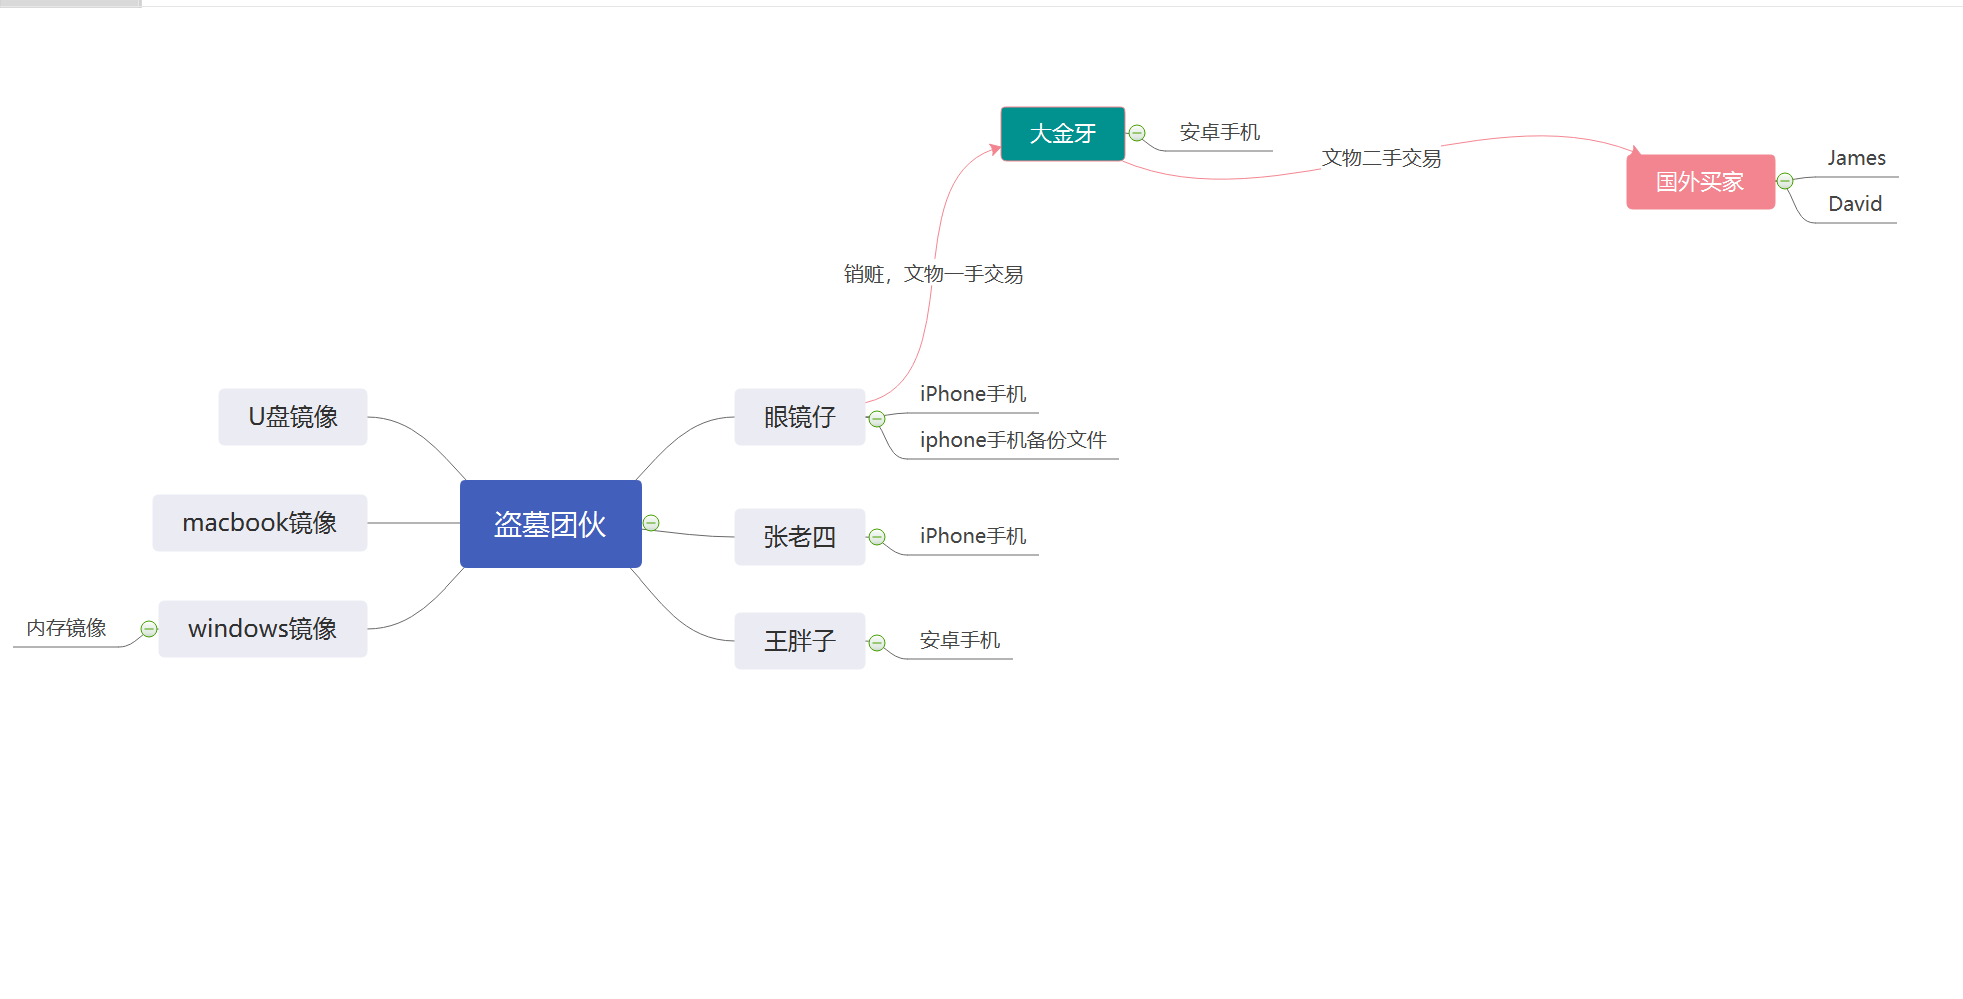 大金牙
安卓手机
文物二手交易
国外买家
James
David
销赃，文物一手交易
U盘镜像
macbook镜像
windows镜像
内存镜像
盗墓团伙
眼镜仔
iPhone手机
iphone手机备份文件
张老四
iPhone手机
王胖子
安卓手机